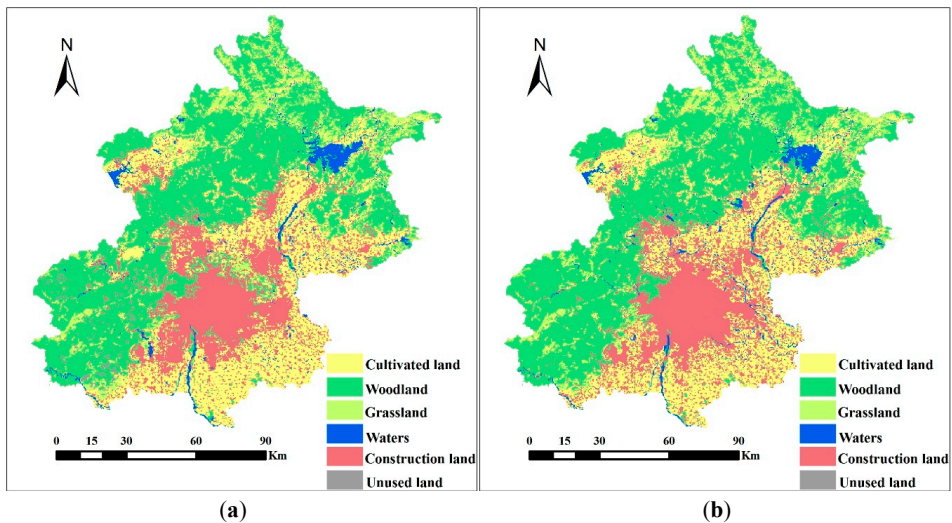 N
Cultivated land
Woodland
Grassland
Waters
Construction land
Unused land
0 15 30 60 90
Km
(a)
N
Cultivated land
Woodland
Grassland
Waters
Construction land
Unused land
0 15 30 60 90
Km
(b)